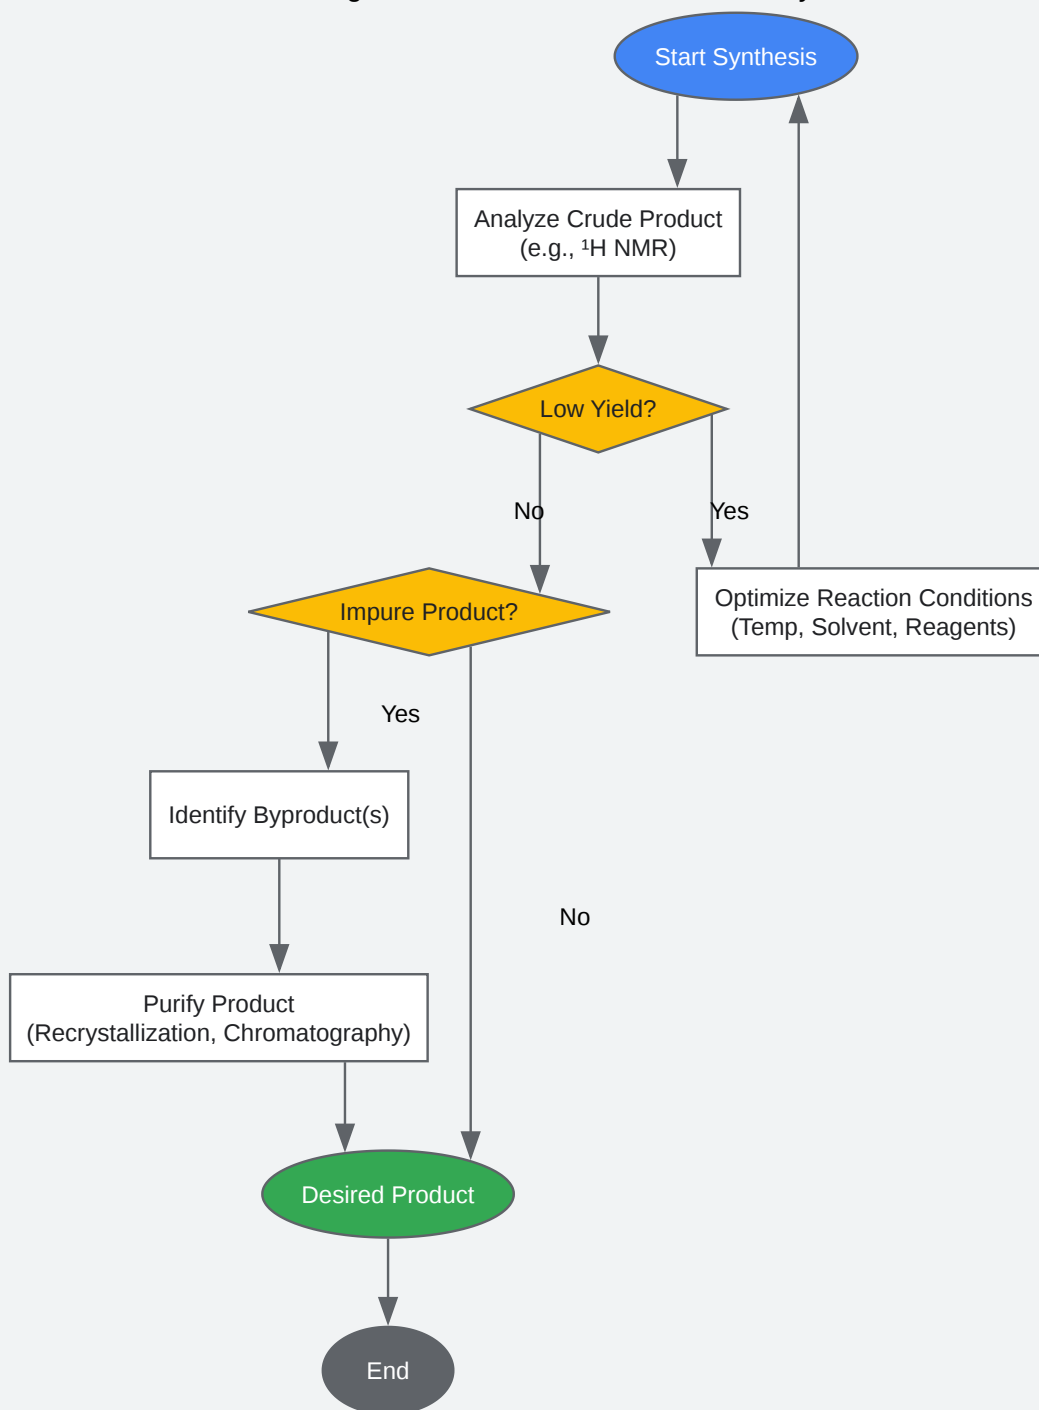 Start Synthesis
Analyze Crude Product
(e.g., ¹H NMR)
Low Yield?
No
Yes
Impure Product?
Optimize Reaction Conditions
(Temp, Solvent, Reagents)
Yes
Identify Byproduct(s)
No
Purify Product
(Recrystallization, Chromatography)
Desired Product
End